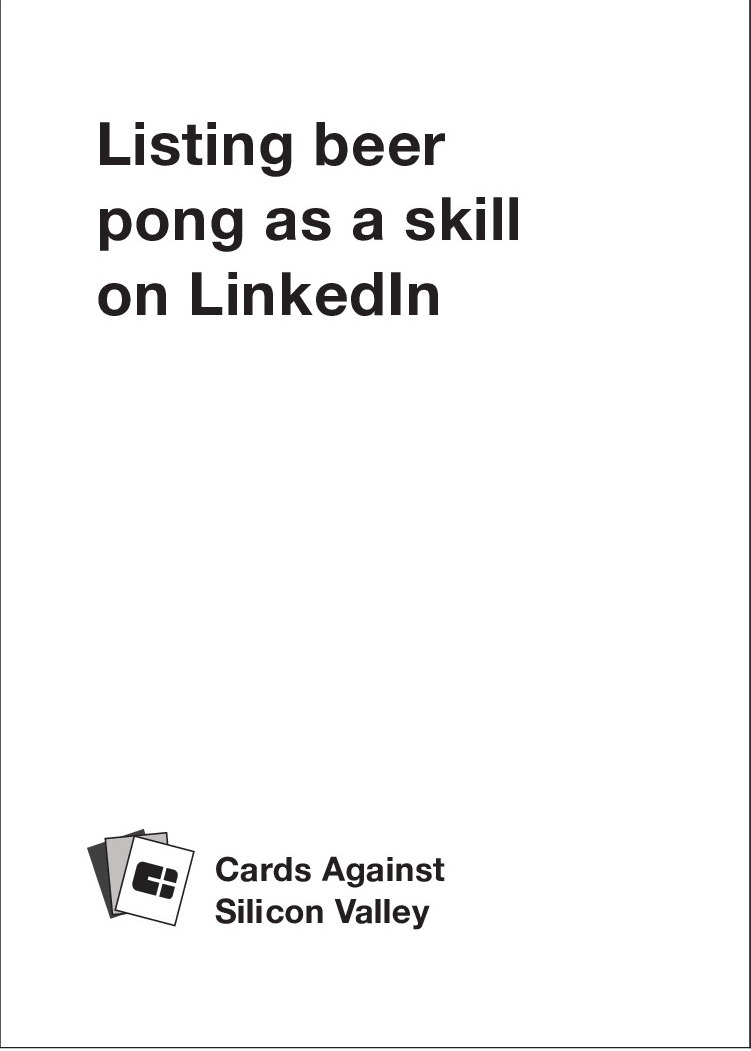 Listing beer
pong as a skill
on LinkedIn
Cards Against
Silicon Valley